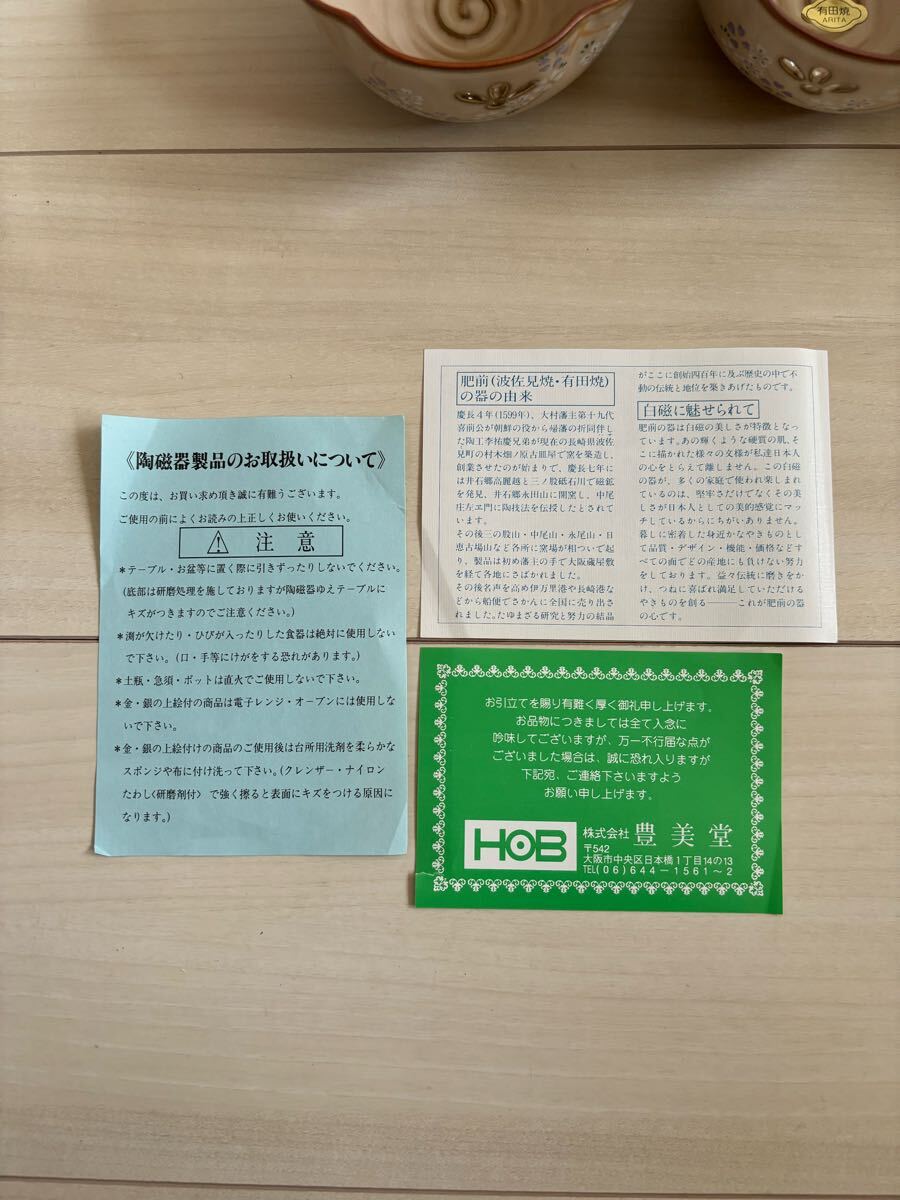 有田焼
ARITA
《陶磁器製品のお取扱いについて》
この度は、お買い求め頂き誠に有難うございます。
ご使用の前によくお読みの上正しくお使いください。
注意
*テーブル・お盆等に置く際に引きずったりしないでください。
(底部は研磨処理を施しておりますが陶磁器ゆえテーブルに
キズがつきますのでご注意ください。)
*渕が欠けたり・ひびが入ったりした食器は絶対に使用しない
で下さい。(口・手等にけがをする恐れがあります。)
*土瓶・急須・ポットは直火でご使用しないで下さい。
*金・銀の上絵付の商品は電子レンジ・オーブンには使用しな
いで下さい。
*金・銀の上絵付けの商品のご使用後は台所用洗剤を柔らかな
スポンジや布に付け洗って下さい。(クレンザー・ナイロン
たわし〈研磨剤付〉で強く擦ると表面にキズをつける原因に
なります。)
肥前(波佐見焼・有田焼)
の器の由来
慶長4年(1599年)、大村藩主第十九代
喜前公が朝鮮の役から帰藩の折同伴し
た陶工李祐慶兄弟が現在の長崎県波佐
見町の村木畑ノ原古皿屋で窯を築造し、
創業させたのが始まりで、慶長七年に
は井石郷高麗越と三ノ股砥石川で磁鉱
を発見、井石郷永田山に開窯し、中尾
庄左エ門に陶技法を伝授したとされて
います。
その後三の股山・中尾山・永尾山・日
恵古場山など各所に窯場が相ついで起
り、製品は初め藩主の手で大阪蔵屋敷
を経て各地にさばかれました。
その後名声を高め伊万里港や長崎港な
どから船便でさかんに全国に売り出さ
れました。たゆまざる研究と努力の結晶
がここに創始四百年に及ぶ歴史の中で不
動の伝統と地位を築きあげたものです。
白磁に魅せられて
肥前の器は白磁の美しさが特徴となっ
ています。あの輝くような硬質の肌、そ
こに描かれた様々の文様が私達日本人
の心をとらえて離しません。この白磁
の器が、多くの家庭で使われ楽しまれ
ているのは、堅牢さだけでなくその美
しさが日本人としての美的感覚にマッ
チしているからにちがいありません。
暮しに密着した身近かなやきものとし
て品質・デザイン・機能・価格などす
べての面でどの産地にも負けない努力
をしております。益々伝統に磨きをか
け、つねに喜ばれ満足していただける
やきものを創る――これが肥前の器
の心です。
お引立てを賜り有難く厚く御礼申し上げます。
お品物につきましては全て入念に
吟味してございますが、万一不行届な点が
ございました場合は、誠に恐れ入りますが
下記宛、ご連絡下さいますよう
お願い申し上げます。
HOB
株式会社 豊美堂
〒542
大阪市中央区日本橋1丁目14の13
TEL(06)644-1561~2